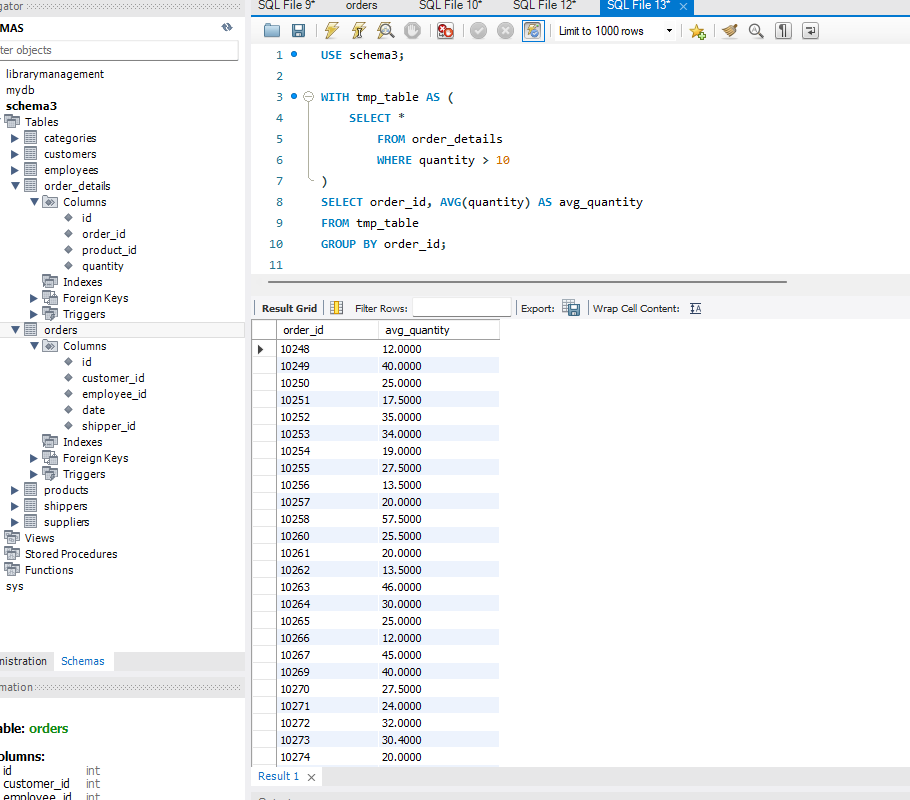 gator
MAS
ter objects
librarymanagement
mydb
schema3
Tables
categories
customers
employees
order_details
Columns
id
order_id
product_id
quantity
Indexes
Foreign Keys
Triggers
orders
Columns
id
customer_id
employee_id
date
shipper_id
Indexes
Foreign Keys
Triggers
products
shippers
suppliers
Views
Stored Procedures
Functions
sys
nistration Schemas
mation
ble: orders
olumns:
id int
customer_id int
employee_id int
SQL File 9* orders SQL File 10* SQL File 12* SQL File 13*
Limit to 1000 rows
1 USE schema3;
2
3 WITH tmp_table AS (
4 SELECT *
5 FROM order_details
6 WHERE quantity > 10
7 )
8 SELECT order_id, AVG(quantity) AS avg_quantity
9 FROM tmp_table
10 GROUP BY order_id;
11
Result Grid Filter Rows: Export: Wrap Cell Content:
order_id avg_quantity
10248 12.0000
10249 40.0000
10250 25.0000
10251 17.5000
10252 35.0000
10253 34.0000
10254 19.0000
10255 27.5000
10256 13.5000
10257 20.0000
10258 57.5000
10260 25.5000
10261 20.0000
10262 13.5000
10263 46.0000
10264 30.0000
10265 25.0000
10266 12.0000
10267 45.0000
10269 40.0000
10270 27.5000
10271 24.0000
10272 32.0000
10273 30.4000
10274 20.0000
Result 1